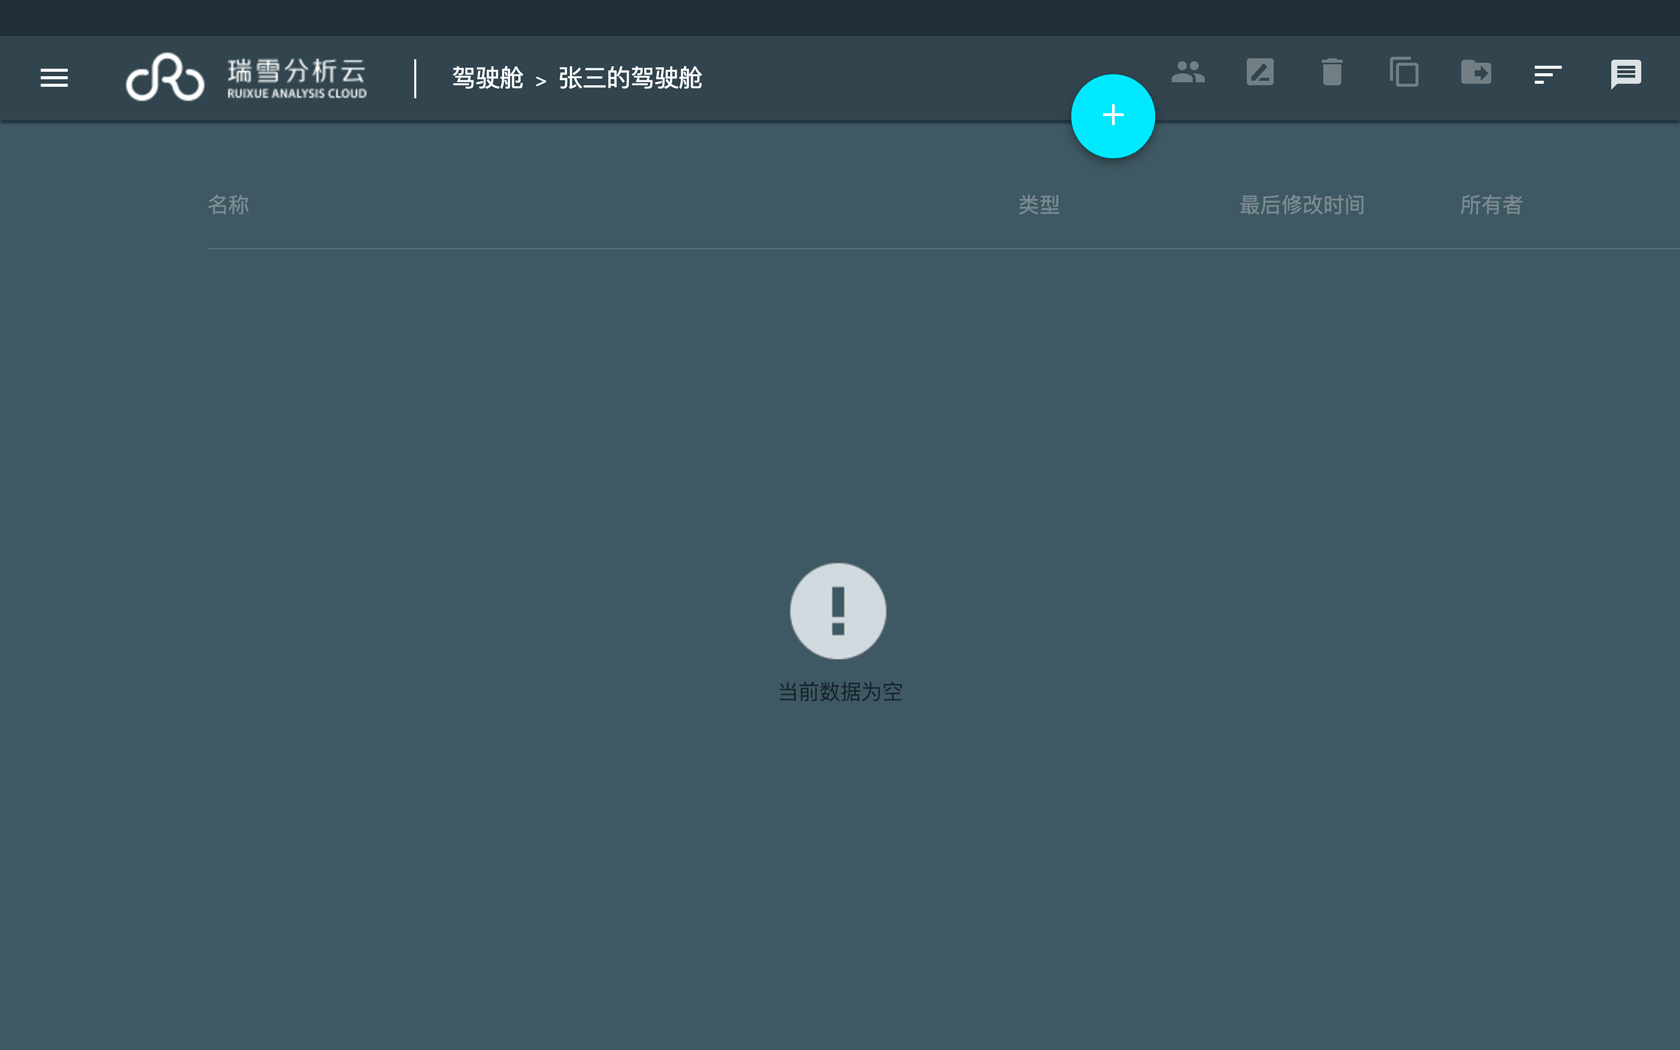 瑞雪分析云
RUIXUE ANALYSIS CLOUD
驾驶舱 > 张三的驾驶舱
名称 类型 最后修改时间 所有者
当前数据为空